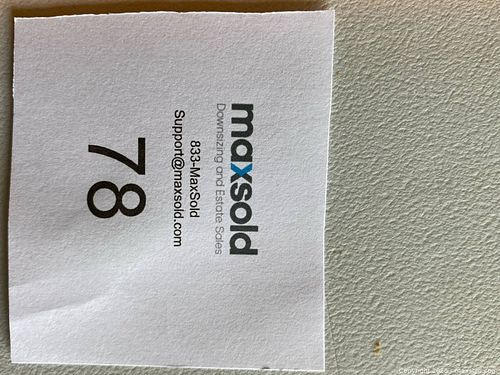 maxsold
Downsizing and Estate Sales
833-MaxSold
Support@maxsold.com
78